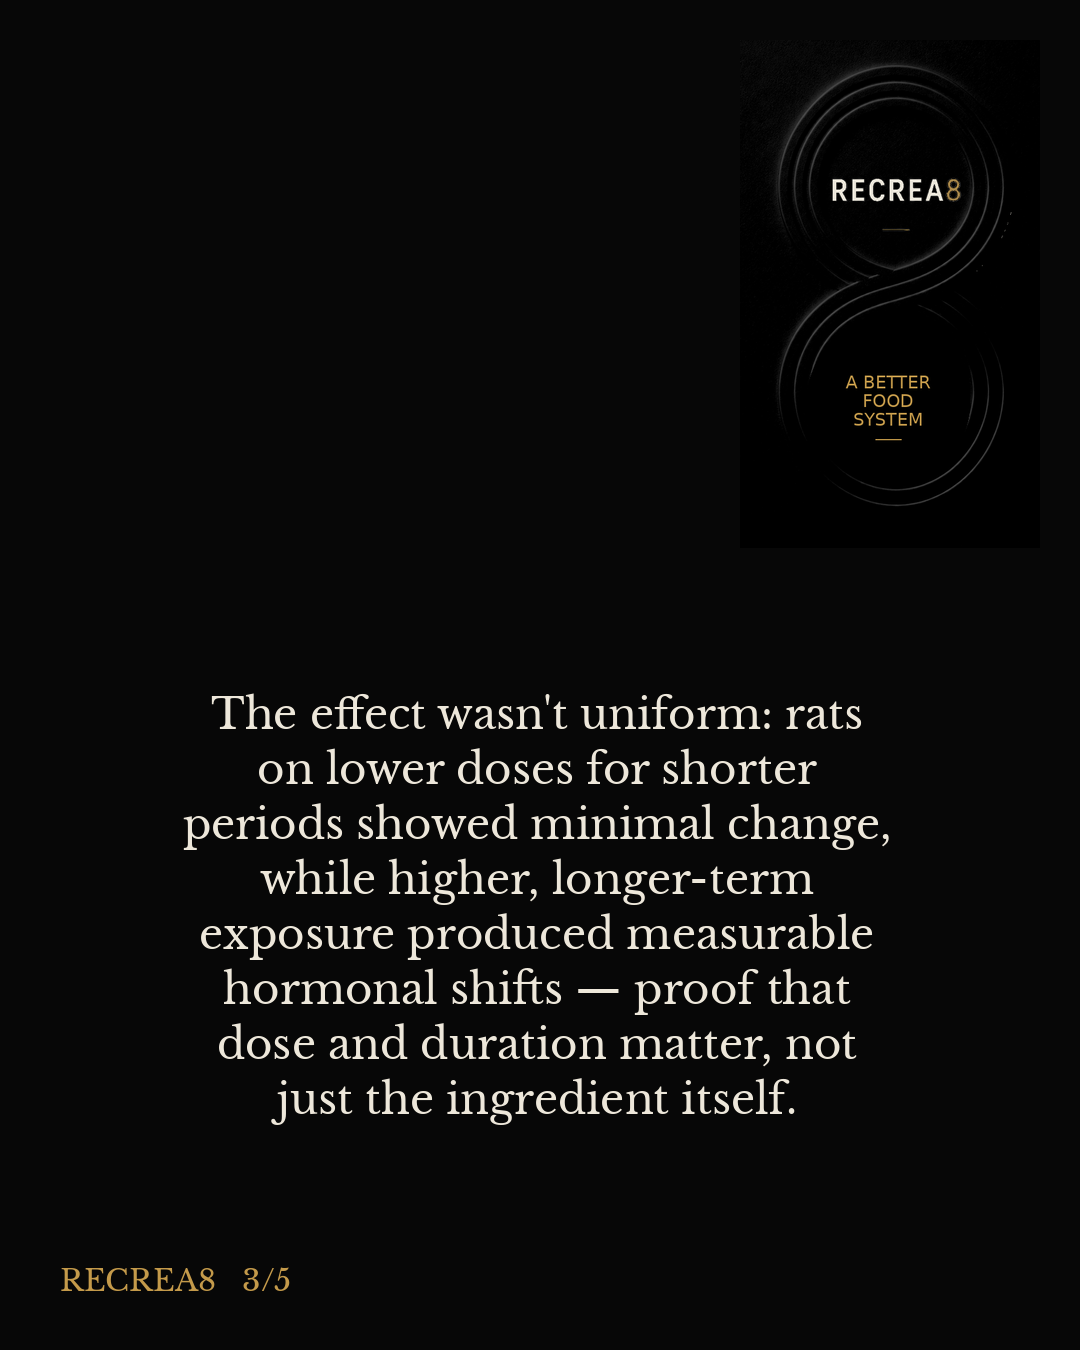 RECREA8
A BETTER
FOOD
SYSTEM
The effect wasn't uniform: rats
on lower doses for shorter
periods showed minimal change,
while higher, longer-term
exposure produced measurable
hormonal shifts — proof that
dose and duration matter, not
just the ingredient itself.
RECREA8 3/5